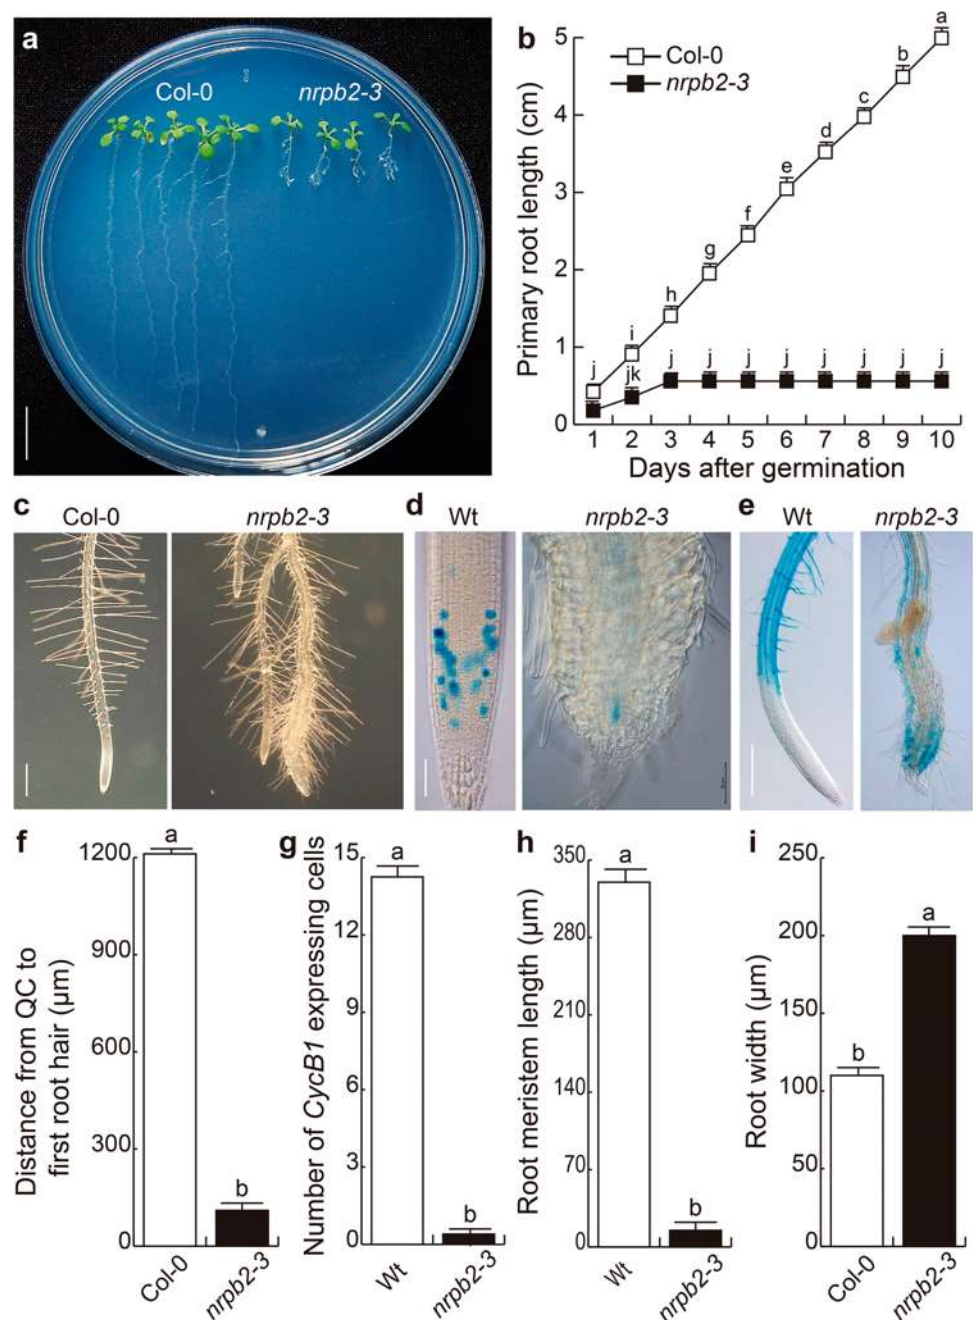 a
Col-0
nrpb2-3
b
Primary root length (cm)
5
4
3
2
1
0
Col-0
nrpb2-3
j i h g f e d c b a
j jk j j j j j j j j
1 2 3 4 5 6 7 8 9 10
Days after germination
c
Col-0
nrpb2-3
d
Wt
nrpb2-3
e
Wt
nrpb2-3
f
Distance from QC to
first root hair (µm)
1200
900
600
300
0
a
b
Col-0
nrpb2-3
g
Number of CycB1 expressing cells
15
12
9
6
3
0
a
b
Wt
nrpb2-3
h
Root meristem length (µm)
350
280
210
140
70
0
a
b
Wt
nrpb2-3
i
Root width (µm)
250
200
150
100
50
0
b
a
Col-0
nrpb2-3